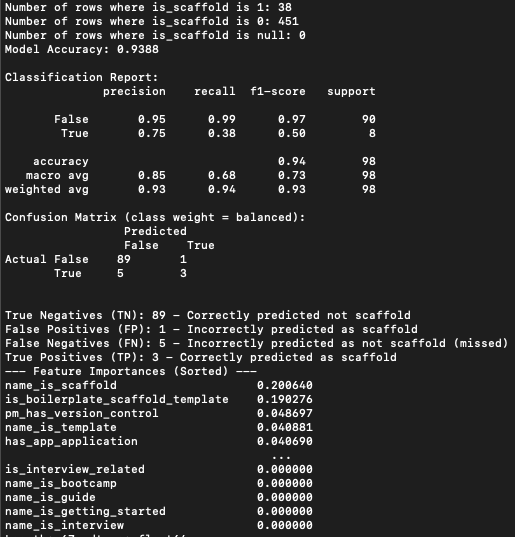 Number of rows where is_scaffold is 1: 38
Number of rows where is_scaffold is 0: 451
Number of rows where is_scaffold is null: 0
Model Accuracy: 0.9388
Classification Report:
precision recall f1-score support
False 0.95 0.99 0.97 90
True 0.75 0.38 0.50 8
accuracy 0.94 98
macro avg 0.85 0.68 0.73 98
weighted avg 0.93 0.94 0.93 98
Confusion Matrix (class weight = balanced):
Predicted
False True
Actual False 89 1
True 5 3
True Negatives (TN): 89 - Correctly predicted not scaffold
False Positives (FP): 1 - Incorrectly predicted as scaffold
False Negatives (FN): 5 - Incorrectly predicted as not scaffold (missed)
True Positives (TP): 3 - Correctly predicted as scaffold
--- Feature Importances (Sorted) ---
name_is_scaffold 0.200640
is_boilerplate_scaffold_template 0.190276
pm_has_version_control 0.048697
name_is_template 0.040881
has_app_application 0.040690
...
is_interview_related 0.000000
name_is_bootcamp 0.000000
name_is_guide 0.000000
name_is_getting_started 0.000000
name_is_interview 0.000000